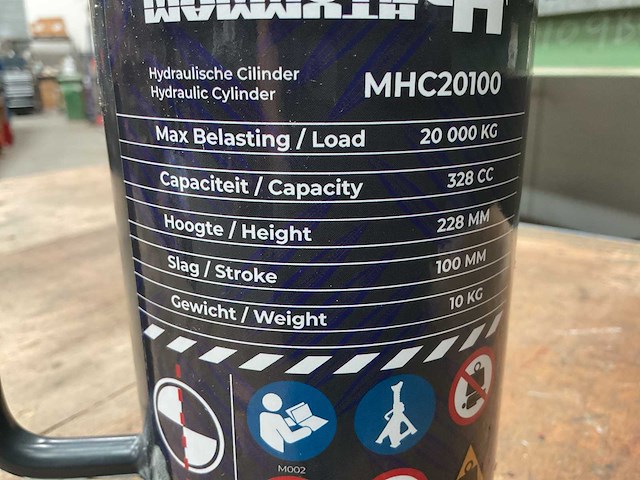 Hydraulische Cilinder
Hydraulic Cylinder
MHC20100
Max Belasting / Load 20 000 KG
Capaciteit / Capacity 328 CC
Hoogte / Height 228 MM
Slag / Stroke 100 MM
Gewicht / Weight 10 KG
M002